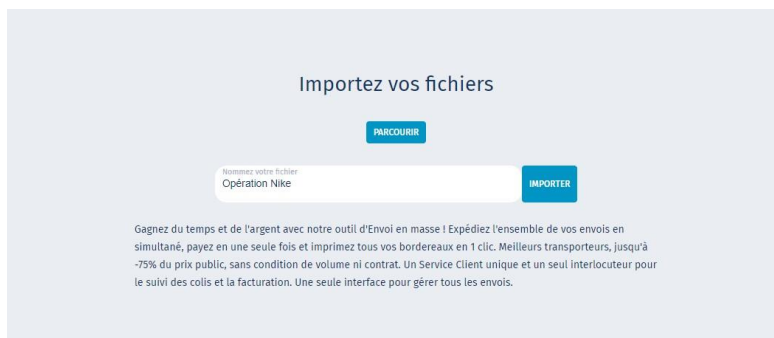 Importez vos fichiers
PARCOURIR
Nommez votre fichier
Opération Nike
IMPORTER
Gagnez du temps et de l'argent avec notre outil d'Envoi en masse ! Expédiez l'ensemble de vos envois en
simultané, payez en une seule fois et imprimez tous vos bordereaux en 1 clic. Meilleurs transporteurs, jusqu'à
-75% du prix public, sans condition de volume ni contrat. Un Service Client unique et un seul interlocuteur pour
le suivi des colis et la facturation. Une seule interface pour gérer tous les envois.